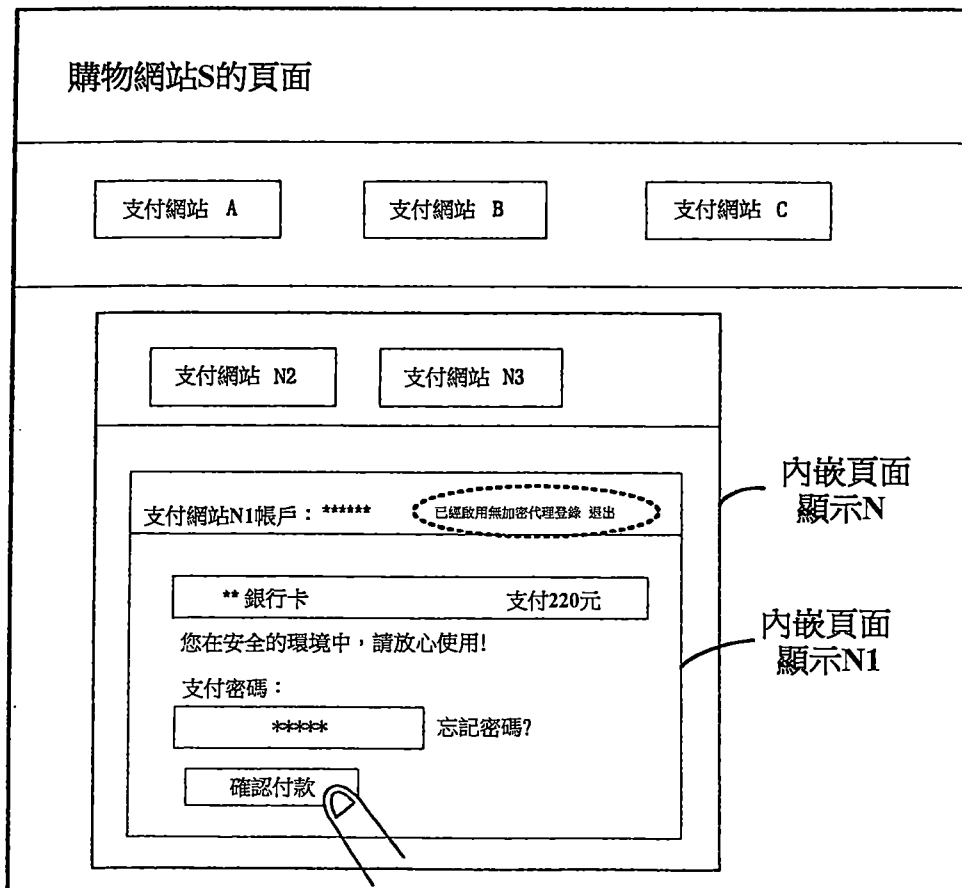 購物網站S的頁面
支付網站 A
支付網站 B
支付網站 C
支付網站 N2
支付網站 N3
內嵌頁面
顯示N
支付網站N1帳戶：******
已經啟用無加密代理登錄 退出
** 銀行卡
支付220元
您在安全的環境中，請放心使用!
內嵌頁面
顯示N1
支付密碼：
*****
忘記密碼?
確認付款